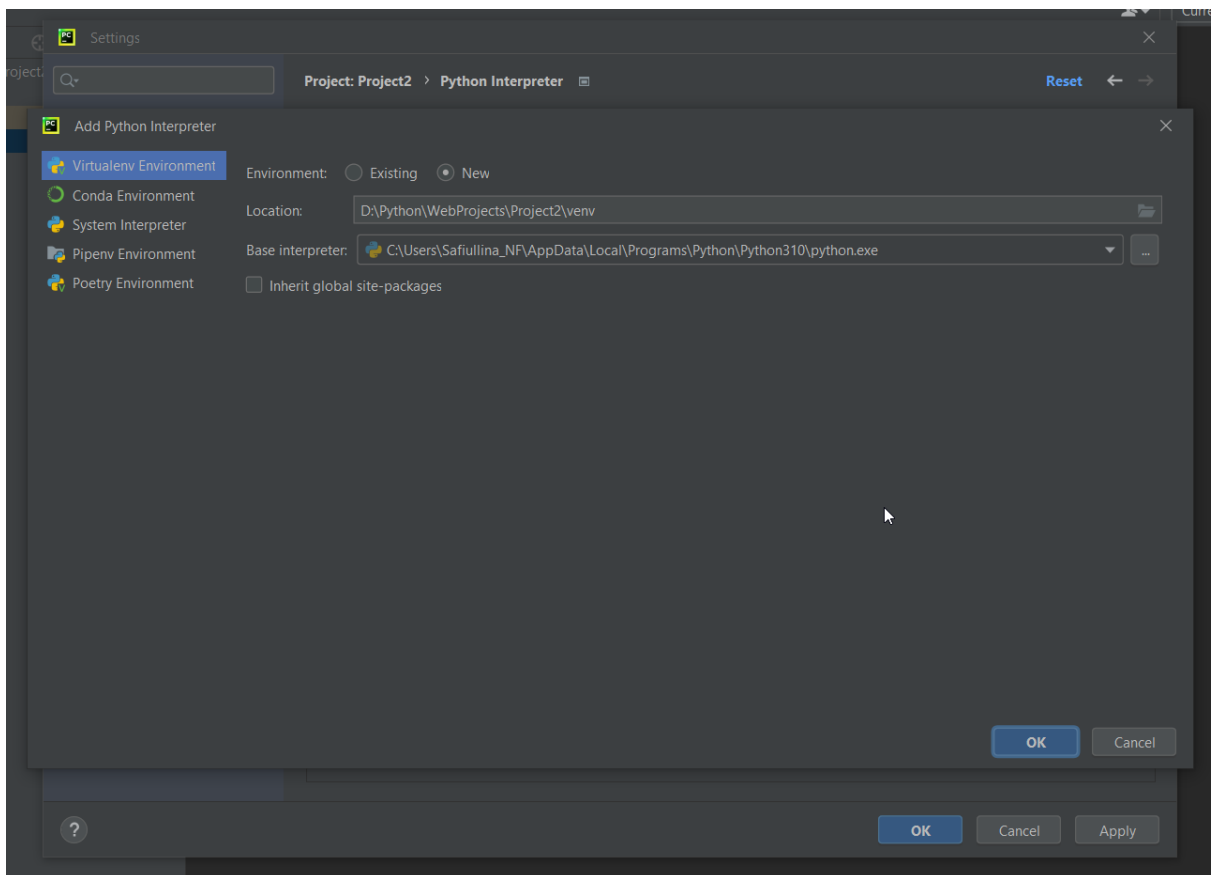 Settings
Project: Project2 > Python Interpreter
Reset
Add Python Interpreter
Virtualenv Environment
Conda Environment
System Interpreter
Pipenv Environment
Poetry Environment
Environment: Existing New
Location: D:\Python\WebProjects\Project2\venv
Base interpreter: C:\Users\Safiullina_NF\AppData\Local\Programs\Python\Python310\python.exe ...
Inherit global site-packages
OK Cancel
? OK Cancel Apply